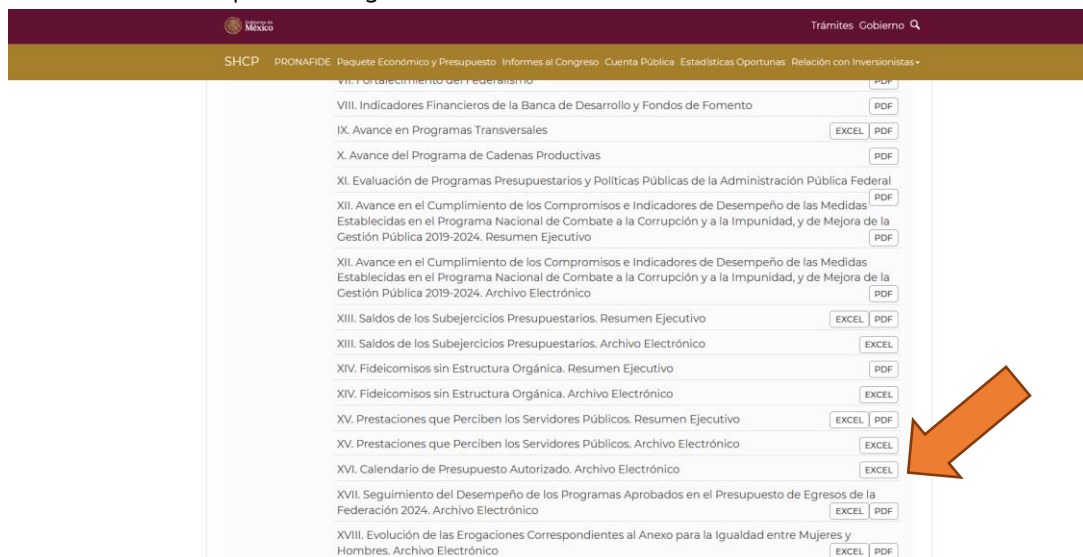 Gobierno de
México
Trámites Gobierno
SHCP PRONAFIDE Paquete Económico y Presupuesto Informes al Congreso Cuenta Pública Estadísticas Oportunas Relación con Inversionistas
VII. Fortalecimiento del Federalismo PDF
VIII. Indicadores Financieros de la Banca de Desarrollo y Fondos de Fomento PDF
IX. Avance en Programas Transversales EXCEL PDF
X. Avance del Programa de Cadenas Productivas PDF
XI. Evaluación de Programas Presupuestarios y Políticas Públicas de la Administración Pública Federal
PDF
XII. Avance en el Cumplimiento de los Compromisos e Indicadores de Desempeño de las Medidas
Establecidas en el Programa Nacional de Combate a la Corrupción y a la Impunidad, y de Mejora de la
Gestión Pública 2019-2024. Resumen Ejecutivo PDF
XII. Avance en el Cumplimiento de los Compromisos e Indicadores de Desempeño de las Medidas
Establecidas en el Programa Nacional de Combate a la Corrupción y a la Impunidad, y de Mejora de la
Gestión Pública 2019-2024. Archivo Electrónico PDF
XIII. Saldos de los Subejercicios Presupuestarios. Resumen Ejecutivo EXCEL PDF
XIII. Saldos de los Subejercicios Presupuestarios. Archivo Electrónico EXCEL
XIV. Fideicomisos sin Estructura Orgánica. Resumen Ejecutivo PDF
XIV. Fideicomisos sin Estructura Orgánica. Archivo Electrónico EXCEL
XV. Prestaciones que Perciben los Servidores Públicos. Resumen Ejecutivo EXCEL PDF
XV. Prestaciones que Perciben los Servidores Públicos. Archivo Electrónico EXCEL
XVI. Calendario de Presupuesto Autorizado. Archivo Electrónico EXCEL
XVII. Seguimiento del Desempeño de los Programas Aprobados en el Presupuesto de Egresos de la
Federación 2024. Archivo Electrónico EXCEL PDF
XVIII. Evolución de las Erogaciones Correspondientes al Anexo para la Igualdad entre Mujeres y
Hombres. Archivo Electrónico EXCEL PDF